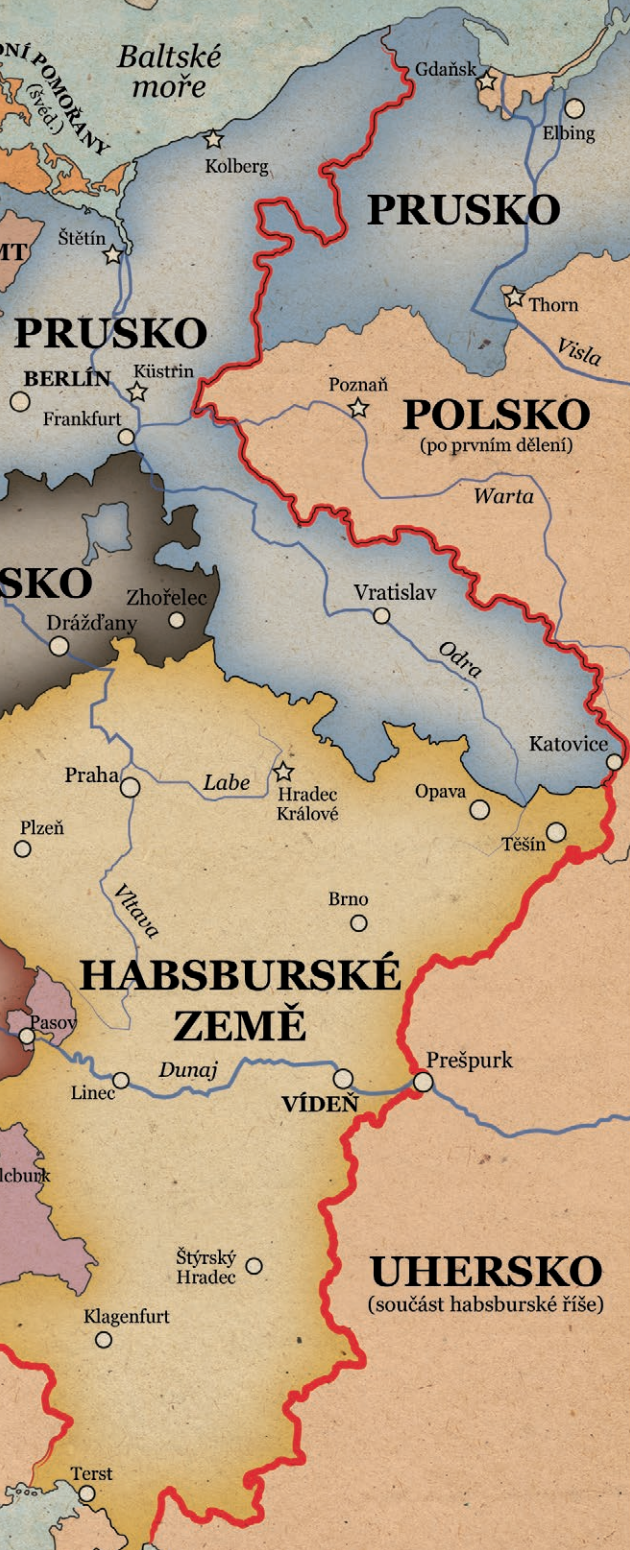 Baltské
moře
NÍ POMOŘANY
(švéd.)
Gdaňsk
Elbing
Kolberg
PRUSKO
Štětín
MT
Thorn
PRUSKO
Visla
BERLÍN
Küstrin
Poznaň
Frankfurt
POLSKO
(po prvním dělení)
Warta
SKO
Zhořelec
Vratislav
Drážďany
Odra
Katovice
Praha
Labe
Hradec
Králové
Opava
Plzeň
Těšín
Vltava
Brno
HABSBURSKÉ
ZEMĚ
Pasov
Prešpurk
Dunaj
Linec
VÍDEŇ
lcburk
Štýrský
Hradec
UHERSKO
(součást habsburské říše)
Klagenfurt
Terst